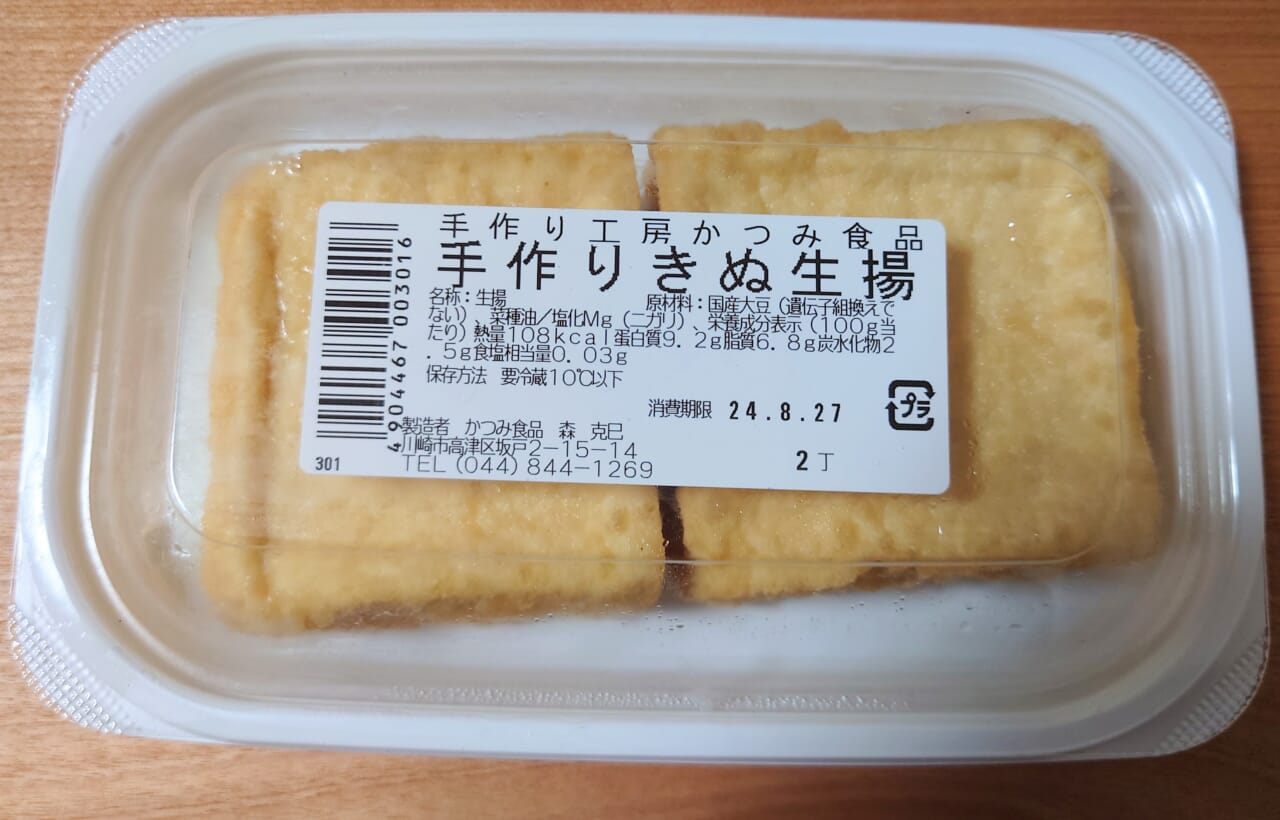 手作り工房かつみ食品
手作りきぬ生揚
名称：生揚　原材料：国産大豆（遺伝子組換えで
ない）、菜種油／塩化Mg（ニガリ）、栄養成分表示（100g当
たり）熱量108kcal蛋白質9.2g脂質6.8g炭水化物2
.5g食塩相当量0.03g
保存方法　要冷蔵10℃以下
消費期限 24.8.27
プラ
製造者　かつみ食品　森　克巳
川崎市高津区坂戸2-15-14
TEL（044）844-1269
2丁
4904467003016
301